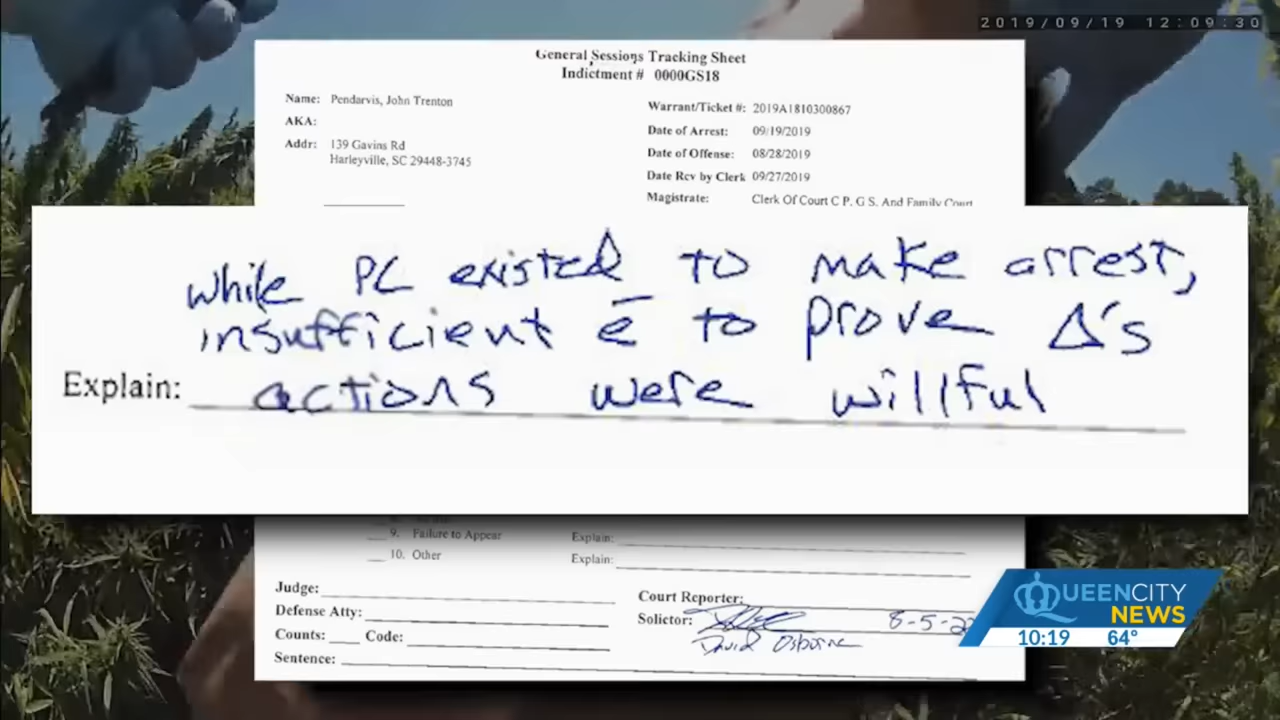 2019/09/19 12:09:30
General Sessions Tracking Sheet
Indictment # 0000GS18
Name: Pendarvis, John Trenton
AKA:
Addr: 139 Gavins Rd
Harleyville, SC 29448-3745
Warrant/Ticket #: 2019A1810300867
Date of Arrest: 09/19/2019
Date of Offense: 08/28/2019
Date Rcv by Clerk 09/27/2019
Magistrate: Clerk Of Court C P, G S, And Family Court
while PC existed to make arrest,
insufficient ē to prove Δ's
Explain: actions were willful
9. Failure to Appear Explain:
10. Other Explain:
Judge:
Defense Atty:
Counts: Code:
Sentence:
Court Reporter:
Solicitor: 8-5-22
David Osborne
QUEENCITY
NEWS
10:19 64°